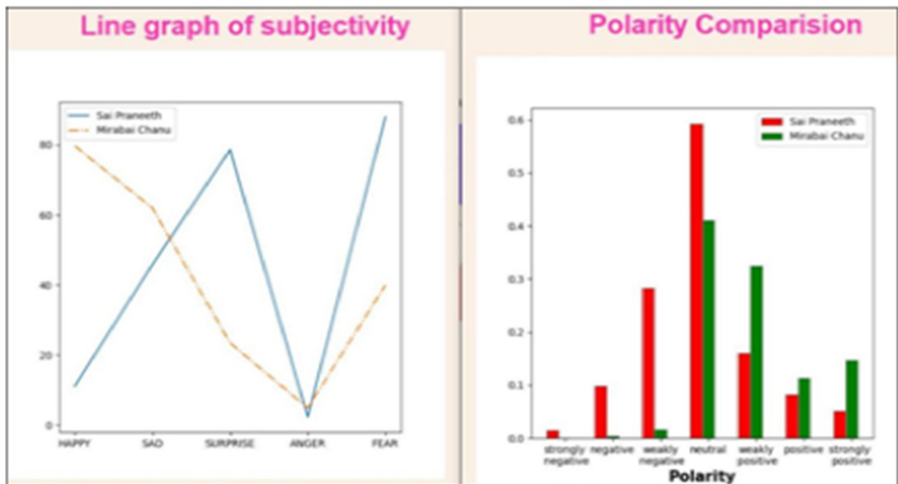 Line graph of subjectivity
Sai Praneeth
Mirabai Chanu
80
60
40
20
0
HAPPY SAD SURPRISE ANGER FEAR
Polarity Comparision
Sai Praneeth
Mirabai Chanu
0.6
0.5
0.4
0.3
0.2
0.1
0.0
strongly negative weakly neutral weakly positive strongly
negative negative positive positive
Polarity